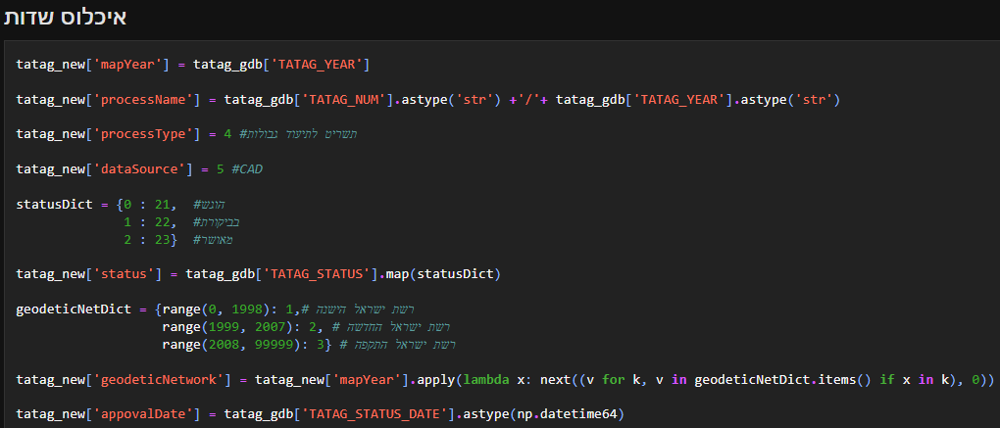 איכלוס שדות
tatag_new['mapYear'] = tatag_gdb['TATAG_YEAR']
tatag_new['processName'] = tatag_gdb['TATAG_NUM'].astype('str') +'/'+ tatag_gdb['TATAG_YEAR'].astype('str')
tatag_new['processType'] = 4 #תשריט לתיעוד גבולות
tatag_new['dataSource'] = 5 #CAD
statusDict = {0 : 21,  #הוגש
1 : 22,  #בביקורת
2 : 23}  #מאושר
tatag_new['status'] = tatag_gdb['TATAG_STATUS'].map(statusDict)
geodeticNetDict = {range(0, 1998): 1,# רשת ישראל הישנה
range(1999, 2007): 2, # רשת ישראל החדשה
range(2008, 99999): 3} # רשת ישראל התקפה
tatag_new['geodeticNetwork'] = tatag_new['mapYear'].apply(lambda x: next((v for k, v in geodeticNetDict.items() if x in k), 0))
tatag_new['appovalDate'] = tatag_gdb['TATAG_STATUS_DATE'].astype(np.datetime64)